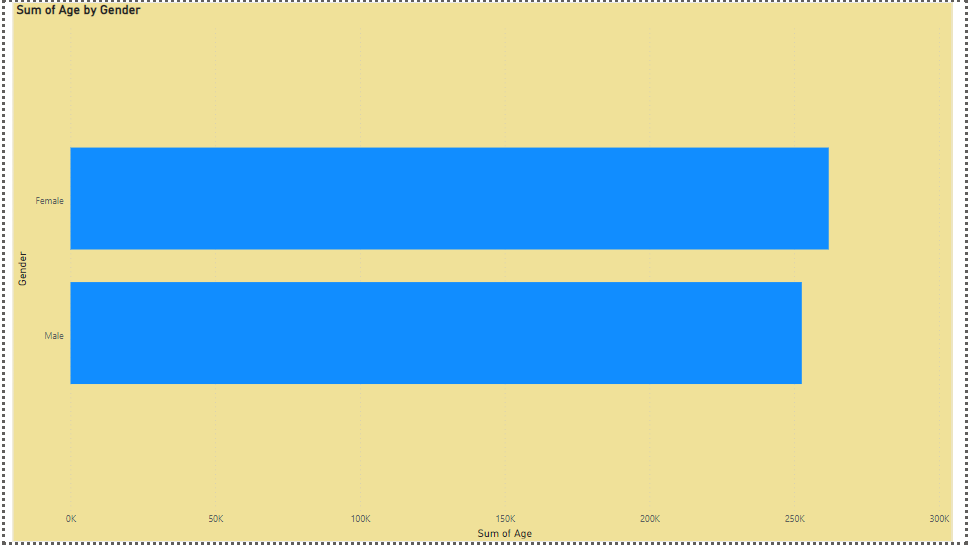 Sum of Age by Gender
Female
Gender
Male
0K 50K 100K 150K 200K 250K 300K
Sum of Age